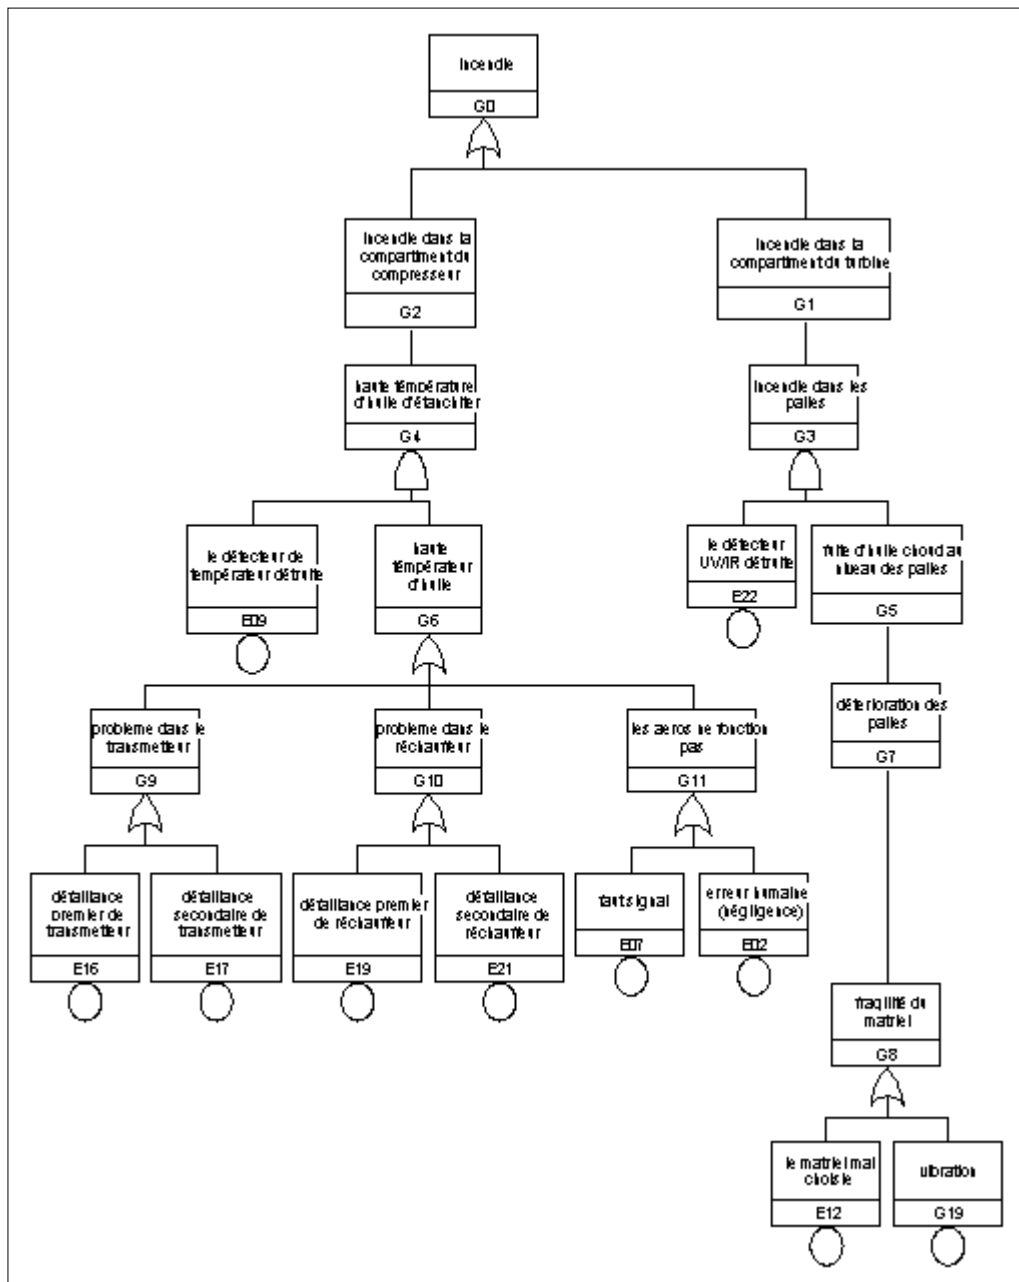 Incendie
G0
Incendie dans la
compartiment du
compresseur
G2
Incendie dans la
compartiment du turbine
G1
haute température
d'huile d'étanchiter
G4
Incendie dans les
palles
G3
le détecteur de
températeur détruite
E09
haute
températeur
d'huile
G6
le détecteur
UV/IR détruite
E22
fuite d'huile choud au
niveau des palles
G5
probleme dans le
transmetteur
G9
probleme dans le
réchauffeur
G10
les aeros ne fonction
pas
G11
déterioration des
palles
G7
défaillance
premier de
transmetteur
E16
défaillance
secondaire de
transmetteur
E17
défaillance premier
de réchauffeur
E19
défaillance
secondaire de
réchauffeur
E21
faut signal
E07
erreur humaine
(négligence)
E02
fragilité du
matriel
G8
le matriel mal
choisie
E12
vibration
G19